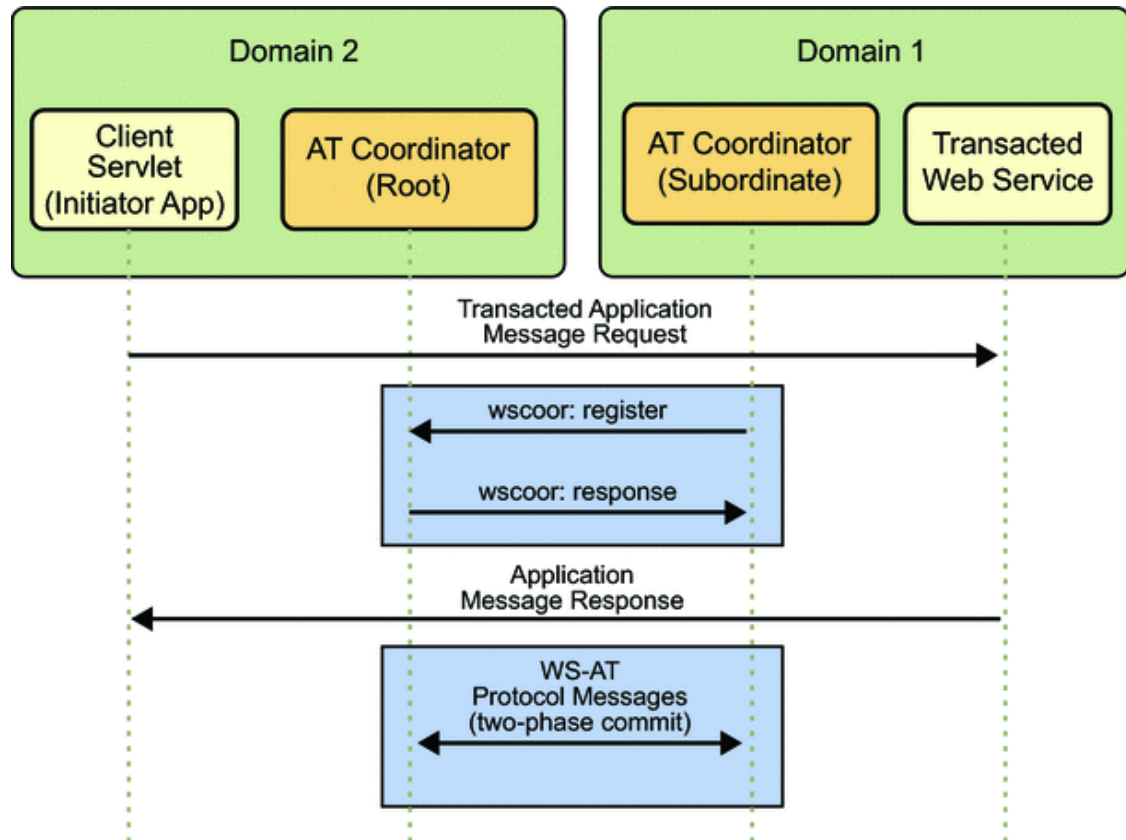 Domain 2
Domain 1
Client
Servlet
(Initiator App)
AT Coordinator
(Root)
AT Coordinator
(Subordinate)
Transacted
Web Service
Transacted Application
Message Request
wscoor: register
wscoor: response
Application
Message Response
WS-AT
Protocol Messages
(two-phase commit)